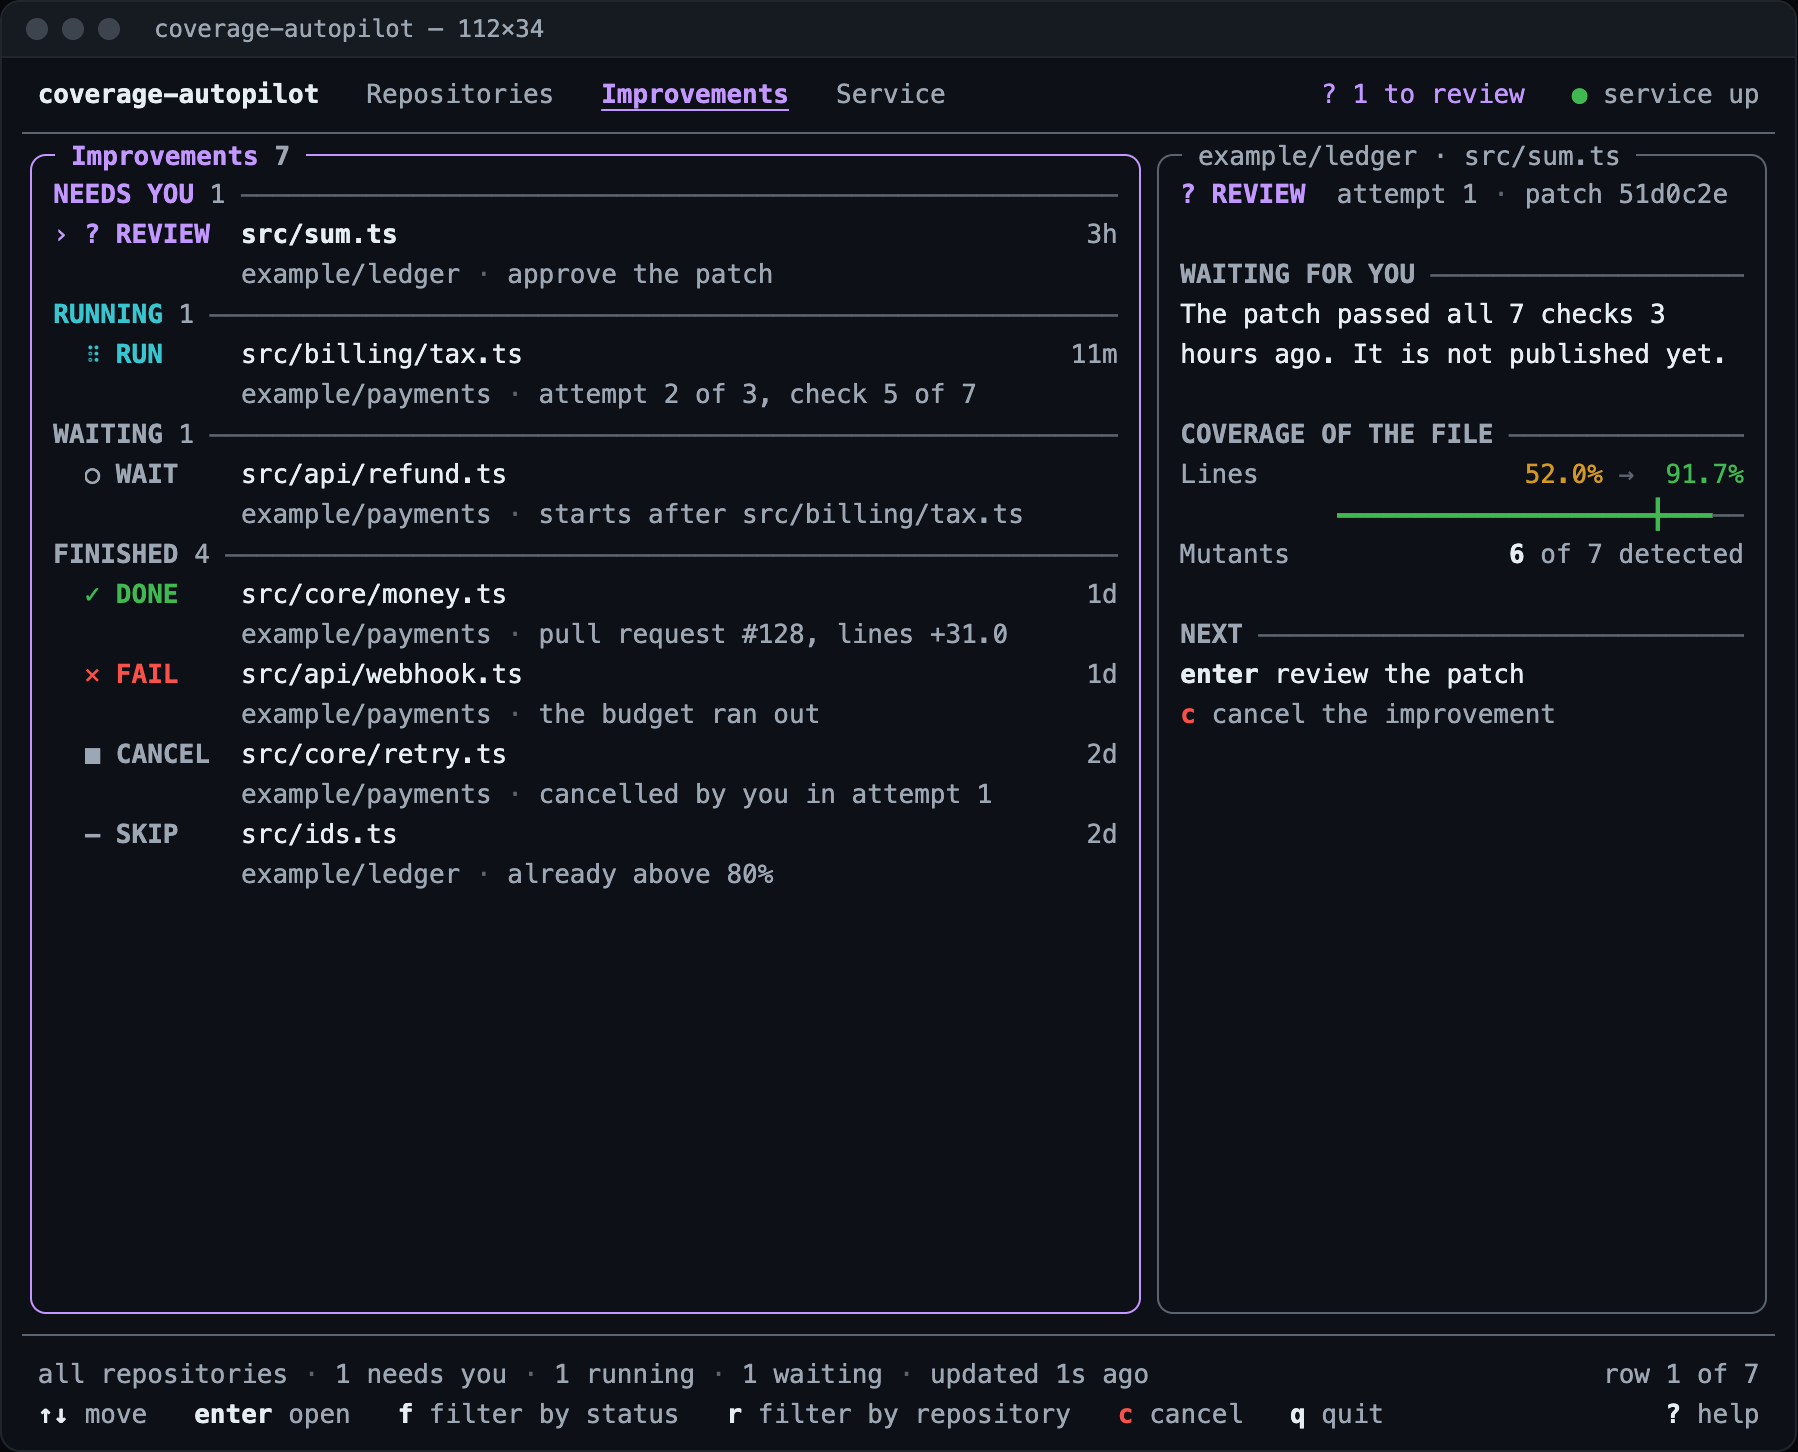 coverage-autopilot — 112×34
coverage-autopilot Repositories Improvements Service ? 1 to review ● service up
Improvements 7
NEEDS YOU 1
› ? REVIEW src/sum.ts 3h
example/ledger · approve the patch
RUNNING 1
⠿ RUN src/billing/tax.ts 11m
example/payments · attempt 2 of 3, check 5 of 7
WAITING 1
○ WAIT src/api/refund.ts
example/payments · starts after src/billing/tax.ts
FINISHED 4
✓ DONE src/core/money.ts 1d
example/payments · pull request #128, lines +31.0
× FAIL src/api/webhook.ts 1d
example/payments · the budget ran out
■ CANCEL src/core/retry.ts 2d
example/payments · cancelled by you in attempt 1
– SKIP src/ids.ts 2d
example/ledger · already above 80%
example/ledger · src/sum.ts
? REVIEW attempt 1 · patch 51d0c2e
WAITING FOR YOU
The patch passed all 7 checks 3
hours ago. It is not published yet.
COVERAGE OF THE FILE
Lines 52.0% → 91.7%
Mutants 6 of 7 detected
NEXT
enter review the patch
c cancel the improvement
all repositories · 1 needs you · 1 running · 1 waiting · updated 1s ago row 1 of 7
↑↓ move enter open f filter by status r filter by repository c cancel q quit ? help